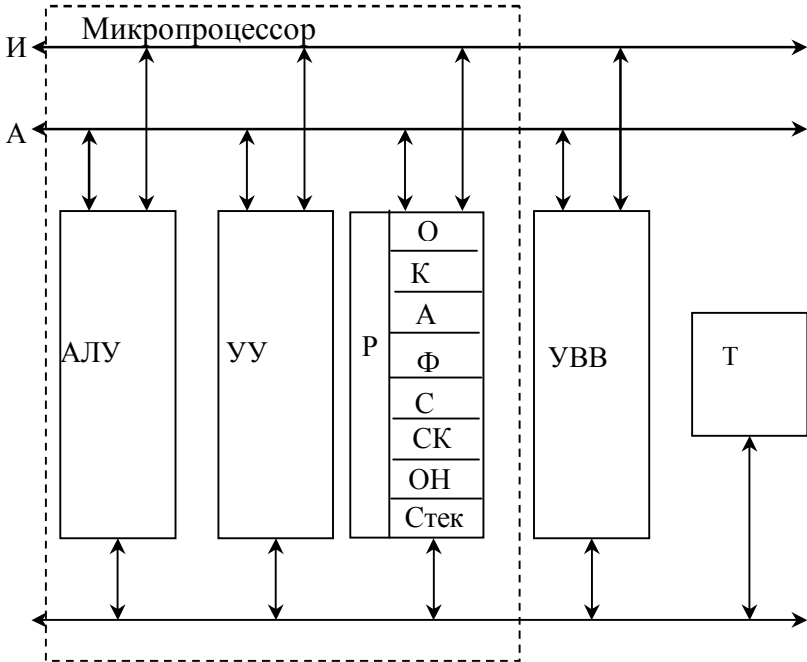 Микропроцессор
И
А
АЛУ
УУ
Р
О
К
А
Ф
С
СК
ОН
Стек
УВВ
Т